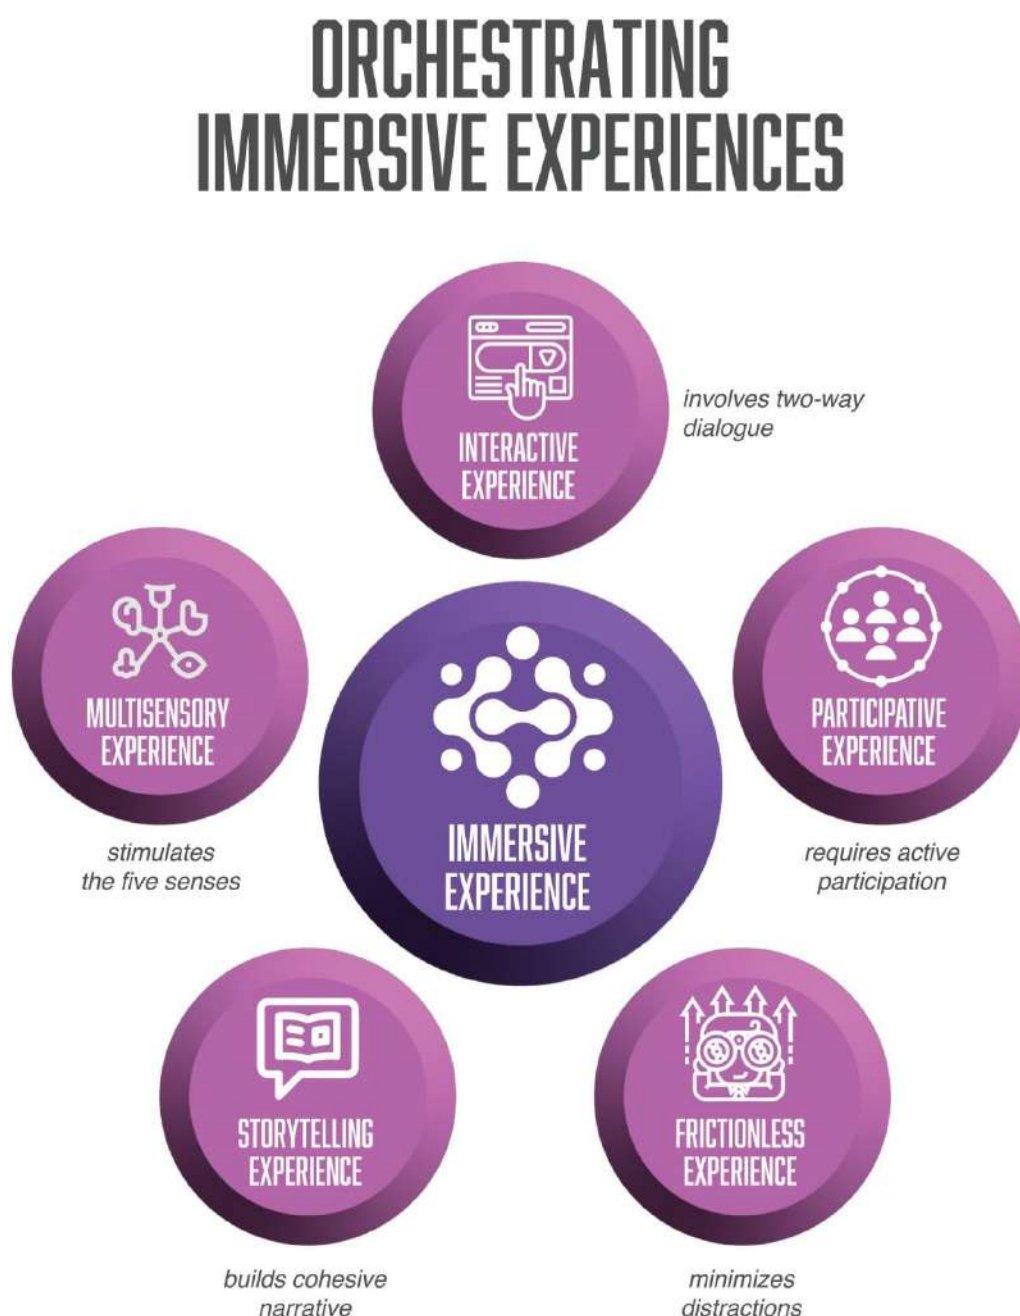 ORCHESTRATING
IMMERSIVE EXPERIENCES
INTERACTIVE
EXPERIENCE
involves two-way
dialogue
MULTISENSORY
EXPERIENCE
stimulates
the five senses
PARTICIPATIVE
EXPERIENCE
requires active
participation
IMMERSIVE
EXPERIENCE
STORYTELLING
EXPERIENCE
builds cohesive
narrative
FRICTIONLESS
EXPERIENCE
minimizes
distractions